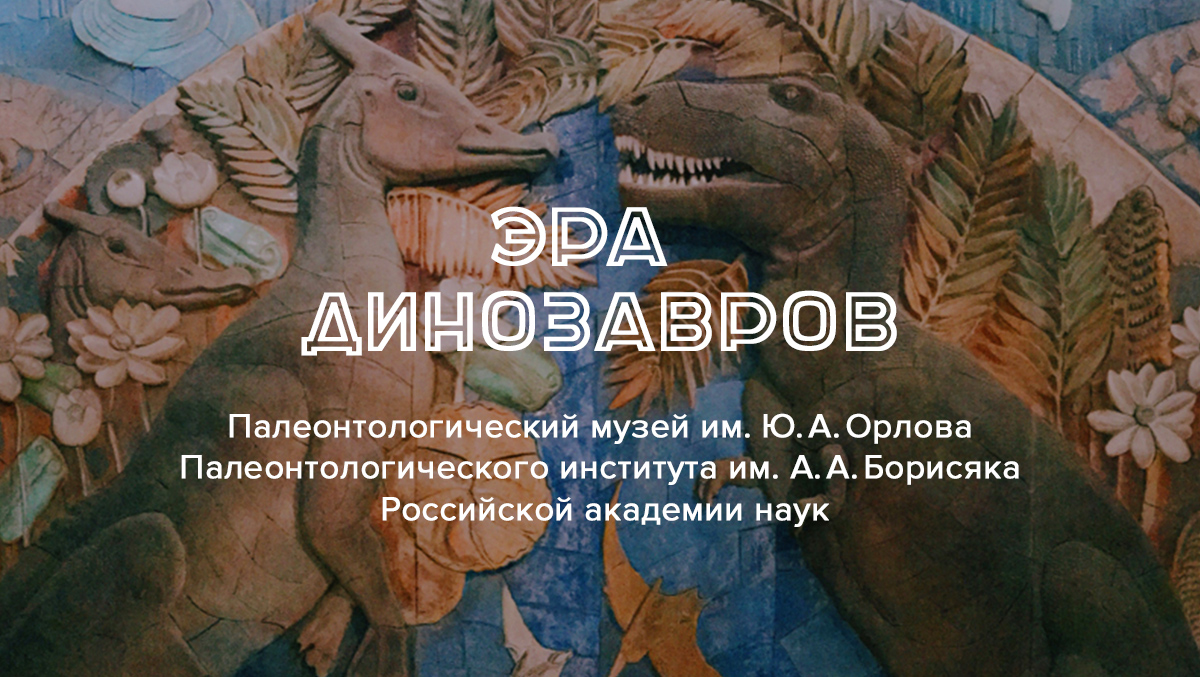 ЭРА
ДИНОЗАВРОВ
Палеонтологический музей им. Ю. А. Орлова
Палеонтологического института им. А. А. Борисяка
Российской академии наук